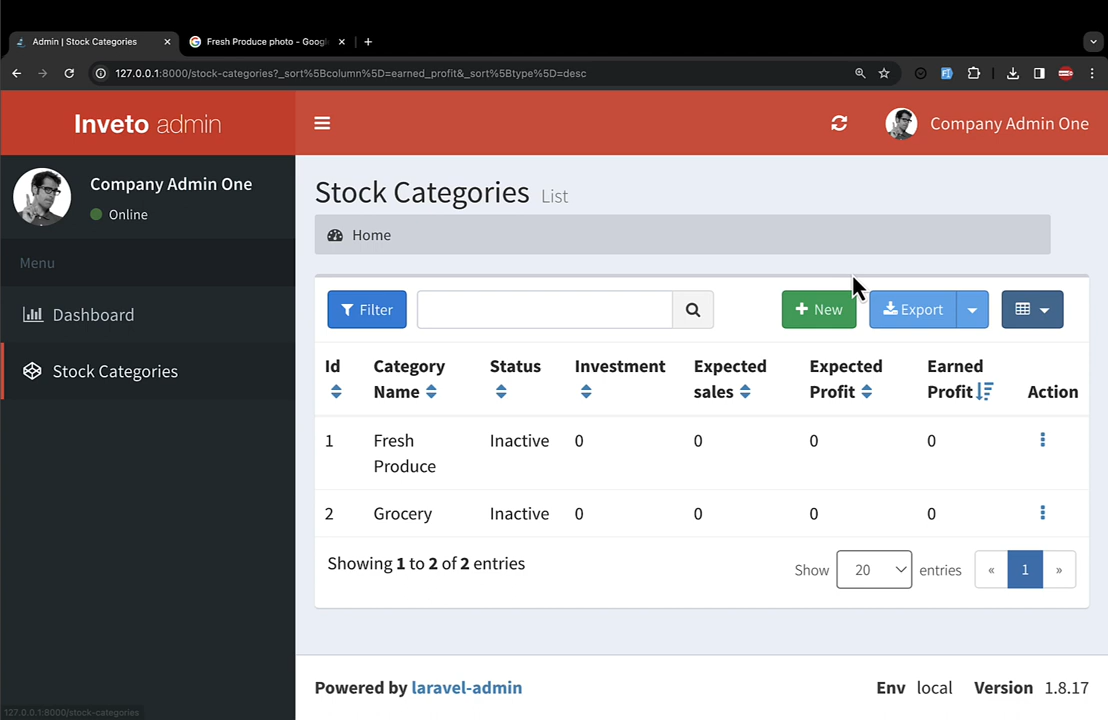 Admin | Stock Categories
Fresh Produce photo - Googl
127.0.0.1:8000/stock-categories?_sort%5Bcolumn%5D=earned_profit&_sort%5Btype%5D=desc
Inveto admin
Company Admin One
Company Admin One
Online
Menu
Dashboard
Stock Categories
Stock Categories List
Home
Filter
New
Export
Id Category Name Status Investment Expected sales Expected Profit Earned Profit Action
1 Fresh Produce Inactive 0 0 0 0
2 Grocery Inactive 0 0 0 0
Showing 1 to 2 of 2 entries
Show 20 entries « 1 »
Powered by laravel-admin
Env local Version 1.8.17
127.0.0.1:8000/stock-categories